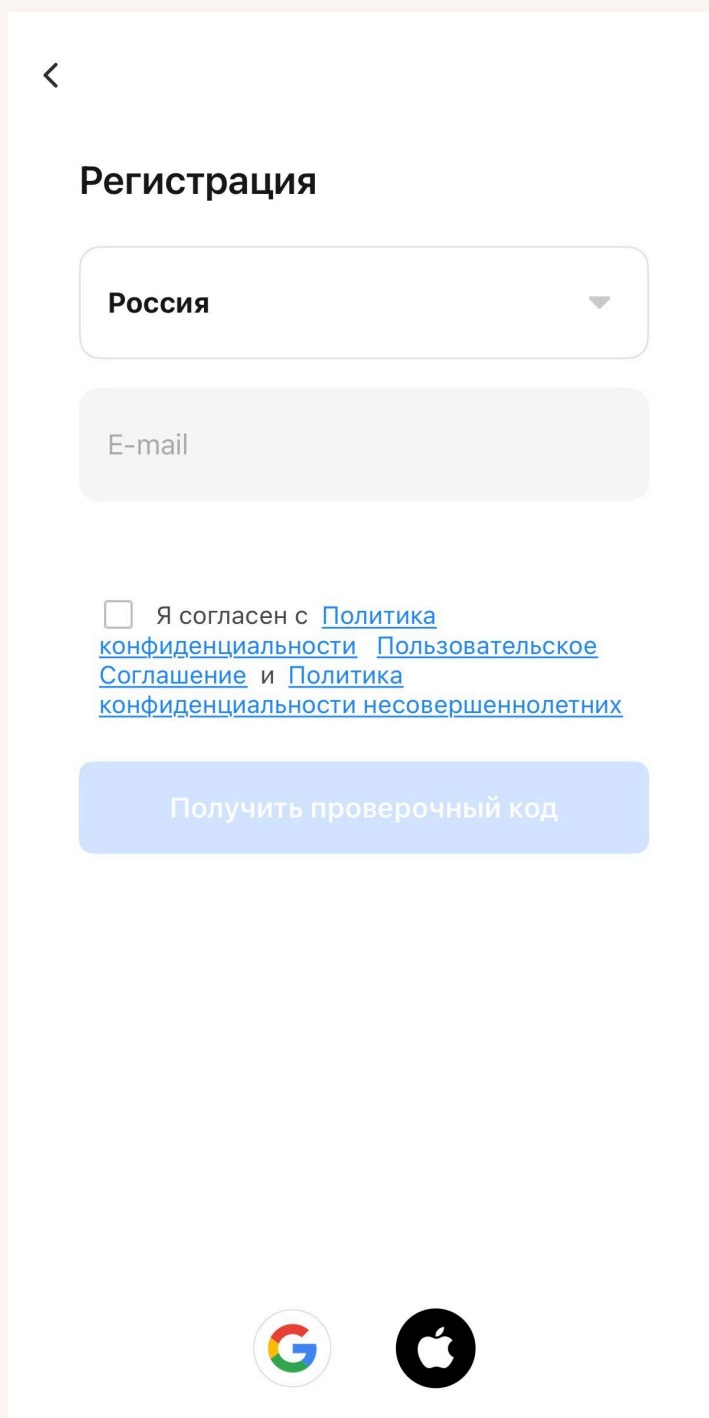 Регистрация
Россия
E-mail
Я согласен с Политика
конфиденциальности Пользовательское
Соглашение и Политика
конфиденциальности несовершеннолетних
Получить проверочный код